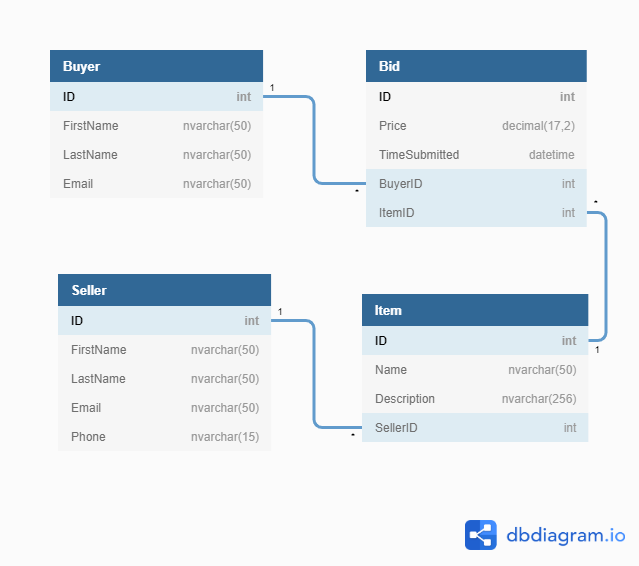 Buyer
ID int
FirstName nvarchar(50)
LastName nvarchar(50)
Email nvarchar(50)
1
*
Bid
ID int
Price decimal(17,2)
TimeSubmitted datetime
BuyerID int
ItemID int
*
1
Seller
ID int
FirstName nvarchar(50)
LastName nvarchar(50)
Email nvarchar(50)
Phone nvarchar(15)
1
*
Item
ID int
Name nvarchar(50)
Description nvarchar(256)
SellerID int
dbdiagram.io